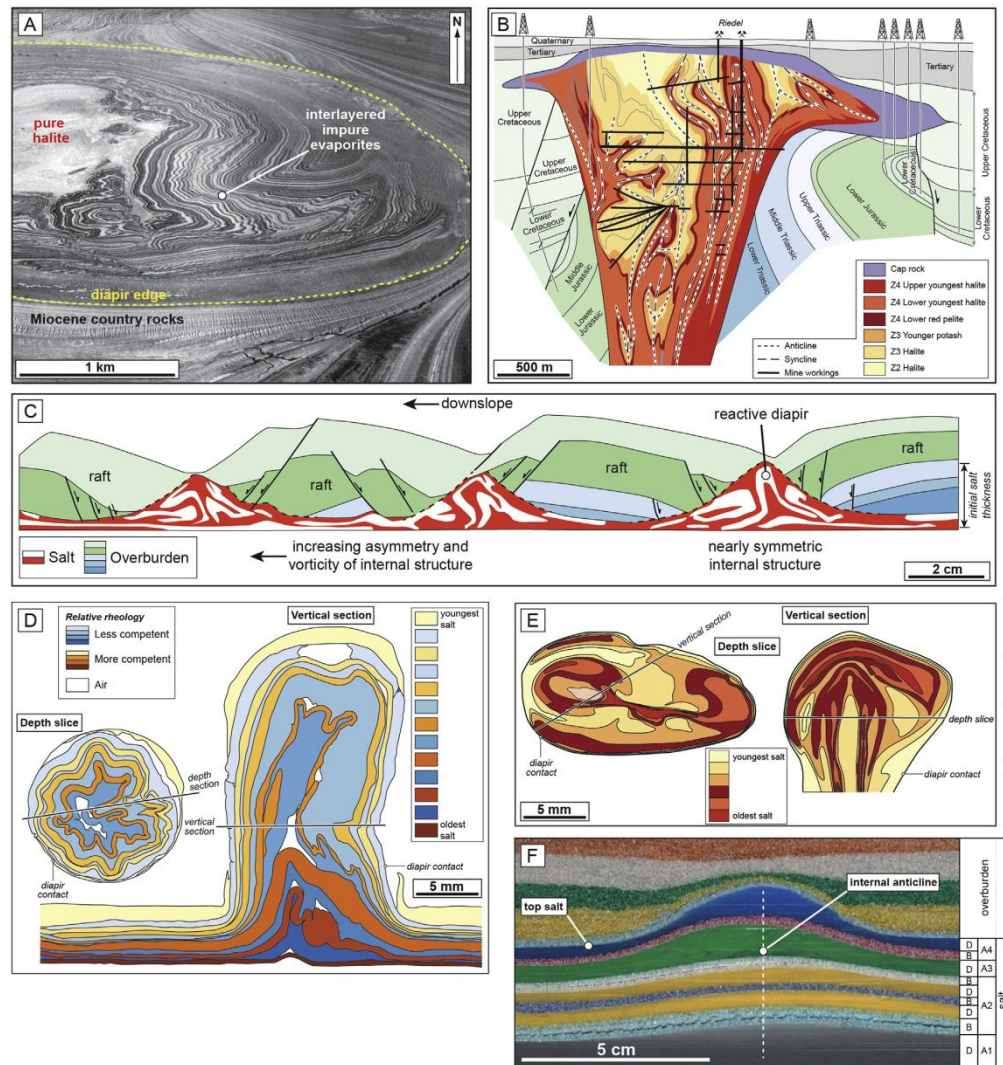 A
N
pure
halite
interlayered
impure
evaporites
diapir edge
Miocene country rocks
1 km
B
Riedel
Quaternary
Tertiary
Tertiary
Upper
Cretaceous
Upper
Cretaceous
Lower
Cretaceous
Middle
Jurassic
Lower
Jurassic
Lower Triassic
Middle Triassic
Upper Triassic
Lower Jurassic
Lower
Cretaceous
Upper Cretaceous
Lower
Cretaceous
Cap rock
Z4 Upper youngest halite
Z4 Lower youngest halite
Z4 Lower red pelite
Z3 Younger potash
Z3 Halite
Z2 Halite
Anticline
Syncline
Mine workings
500 m
C
downslope
reactive diapir
raft
raft
raft
raft
initial salt
thickness
Salt
Overburden
increasing asymmetry and
vorticity of internal structure
nearly symmetric
internal structure
2 cm
D
Relative rheology
Less competent
More competent
Air
Vertical section
youngest
salt
oldest
salt
Depth slice
depth
section
vertical
section
diapir
contact
diapir contact
5 mm
E
Depth slice
vertical section
Vertical section
depth slice
diapir
contact
diapir contact
youngest salt
oldest salt
5 mm
F
top salt
internal anticline
overburden
salt
D
B
A4
D
A3
B
D
B
D
B
A2
D
A1
5 cm